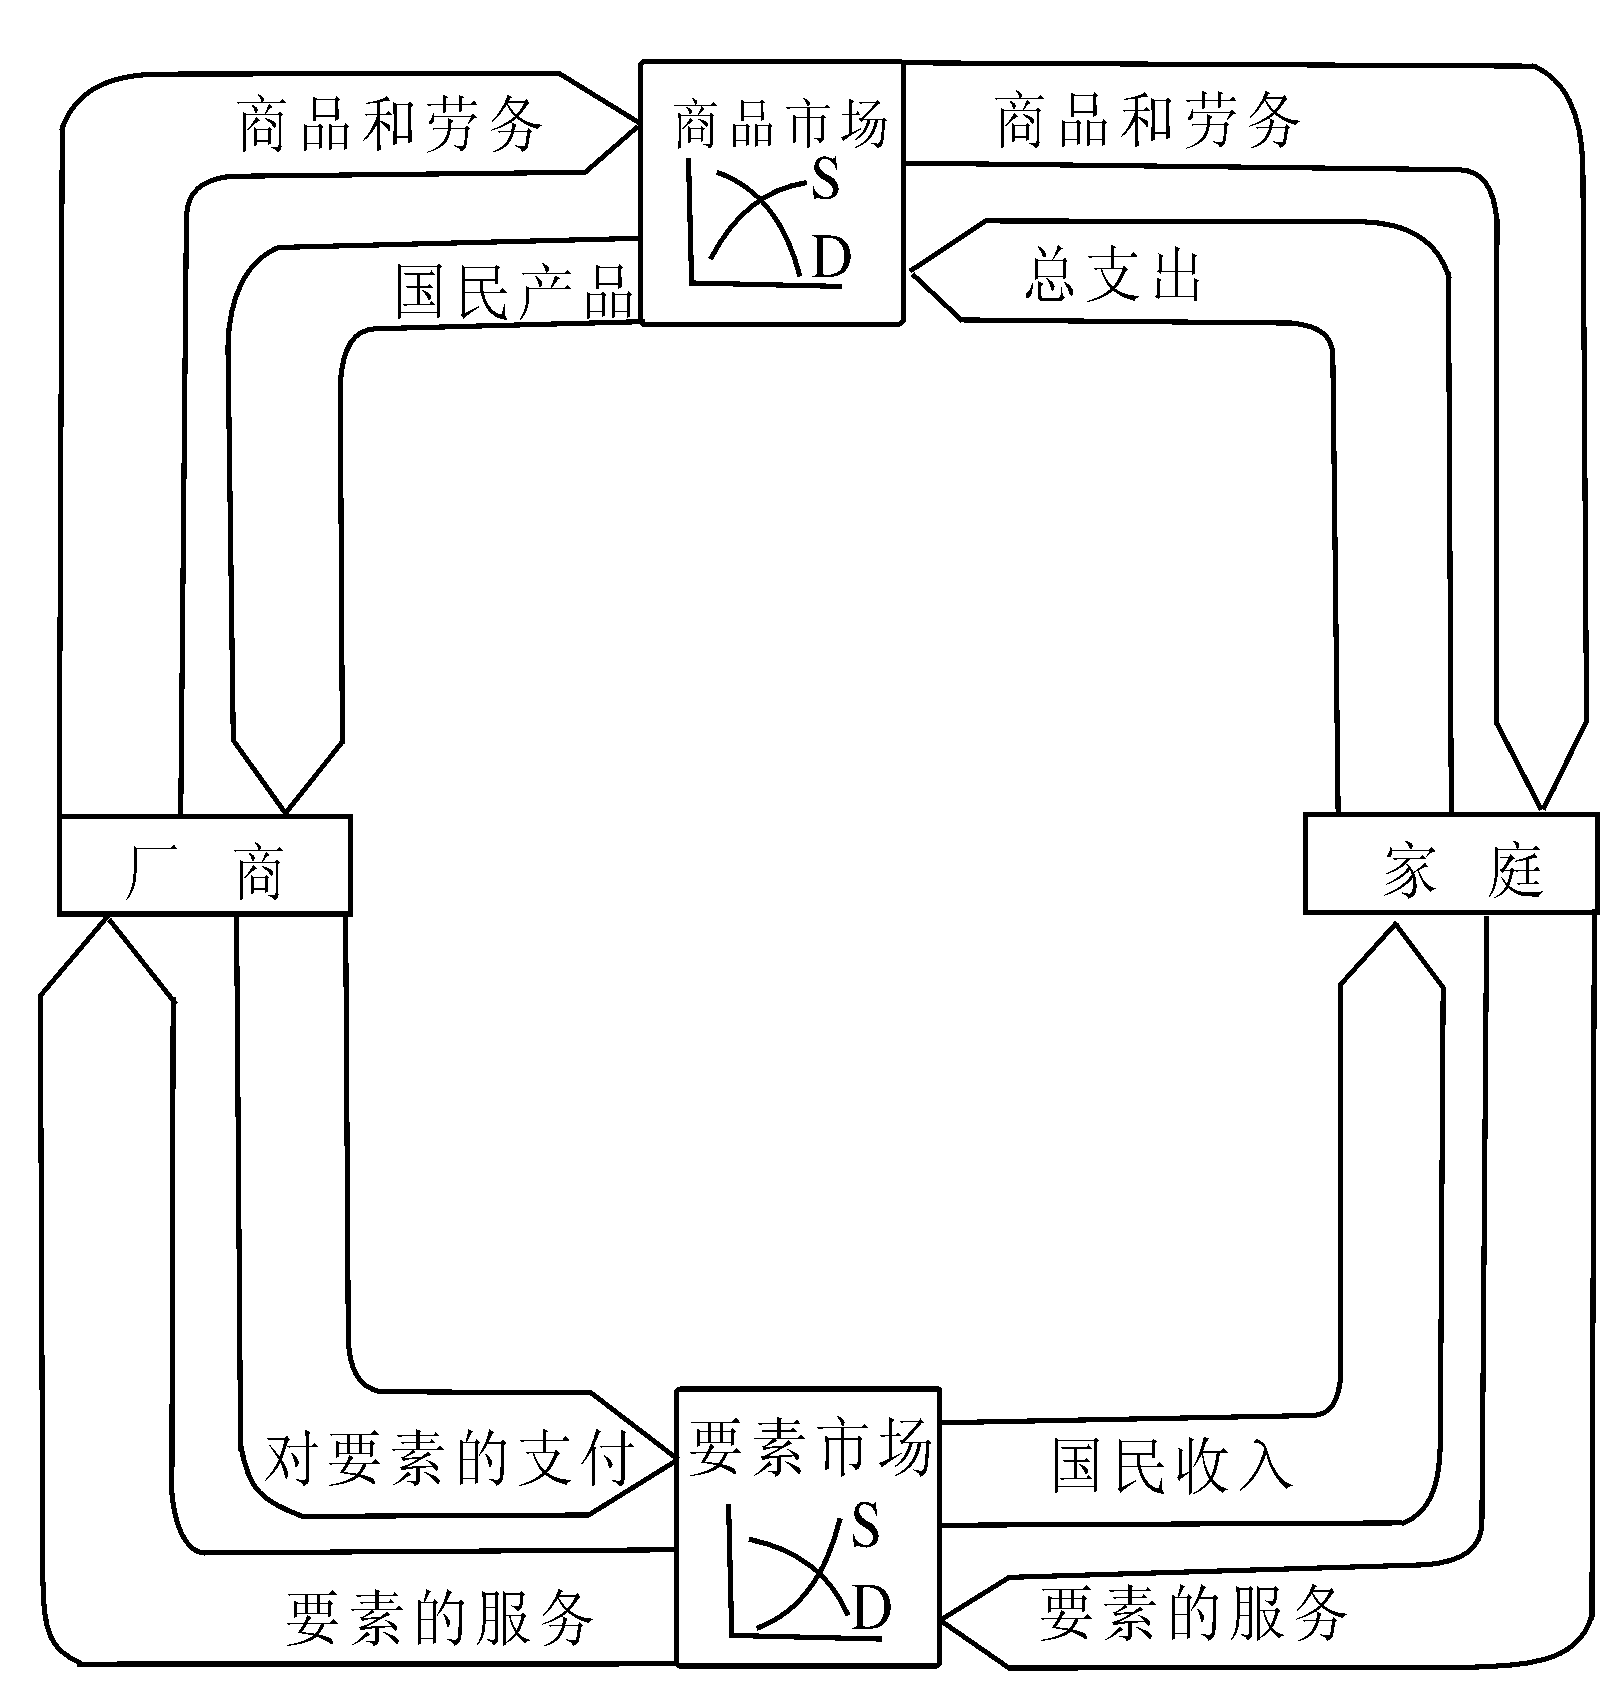 商品和劳务
商品市场
商品和劳务
S
D
国民产品
总支出
厂 商
家 庭
对要素的支付
要素市场
国民收入
S
D
要素的服务
要素的服务